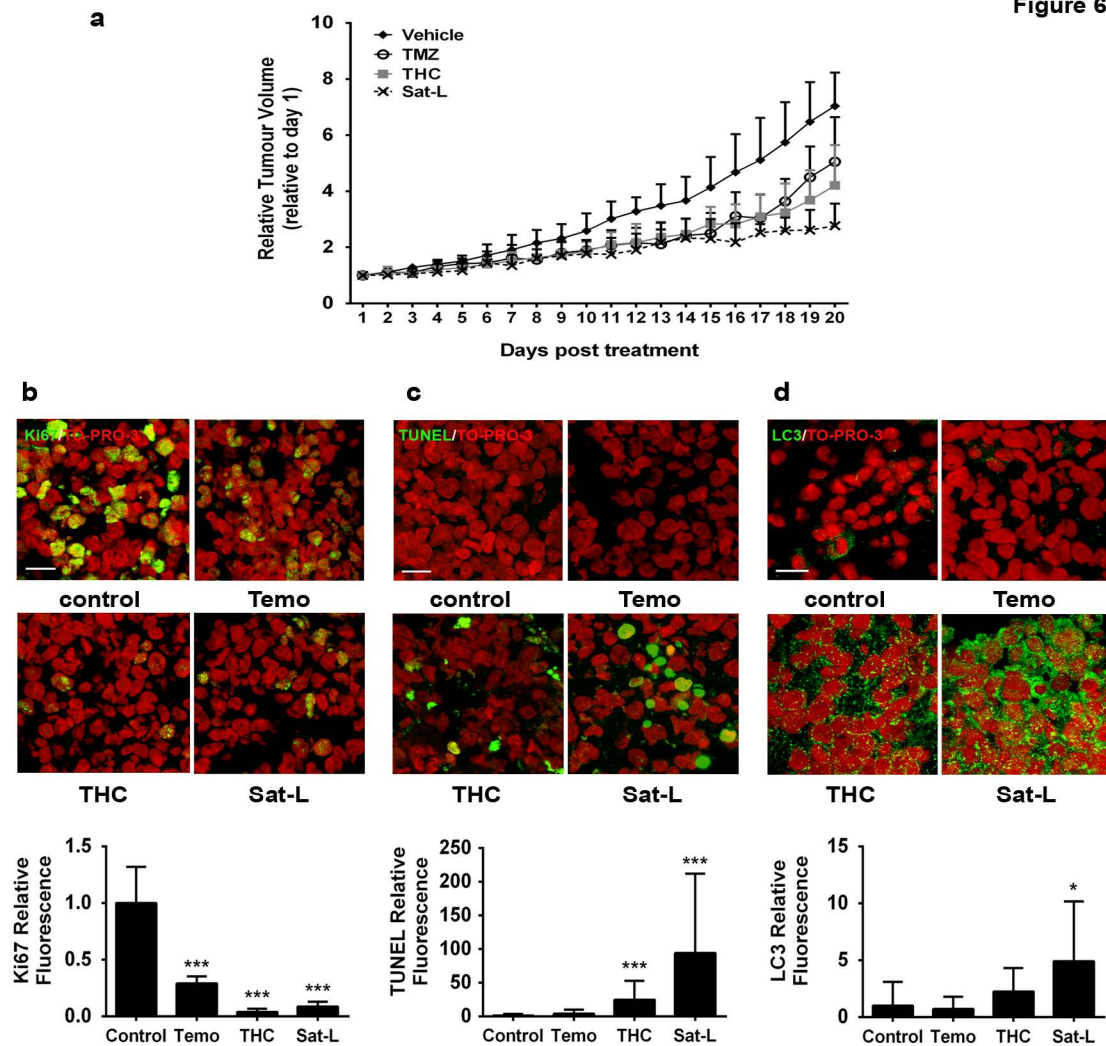 Figure 6
a
Relative Tumour Volume
(relative to day 1)
10
8
6
4
2
0
Vehicle
TMZ
THC
Sat-L
1 2 3 4 5 6 7 8 9 10 11 12 13 14 15 16 17 18 19 20
Days post treatment
b
Ki67/TO-PRO-3
control Temo
THC Sat-L
Ki67 Relative
Fluorescence
1.5
1.0
0.5
0.0
***
***
***
Control Temo THC Sat-L
c
TUNEL/TO-PRO-3
control Temo
THC Sat-L
TUNEL Relative
Fluorescence
250
200
150
100
50
0
***
***
Control Temo THC Sat-L
d
LC3/TO-PRO-3
control Temo
THC Sat-L
LC3 Relative
Fluorescence
15
10
5
0
*
Control Temo THC Sat-L